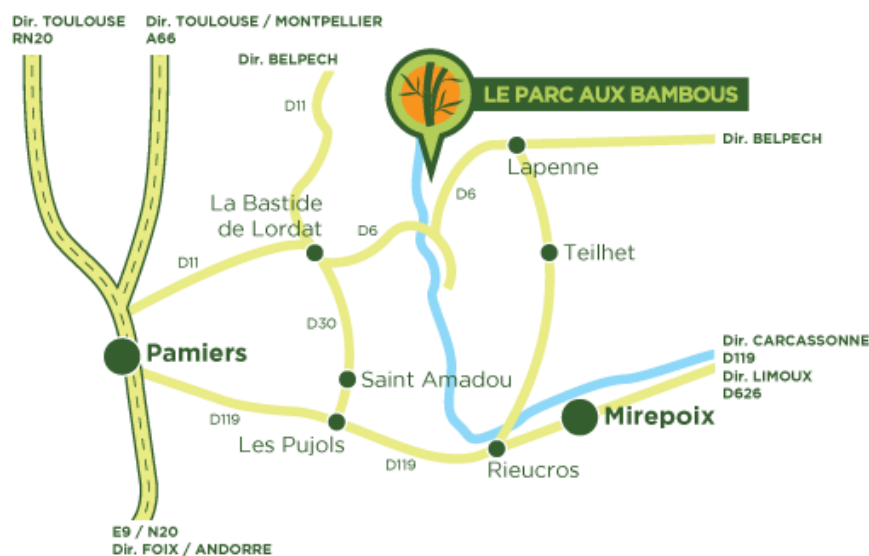 Dir. TOULOUSE
RN20
Dir. TOULOUSE / MONTPELLIER
A66
Dir. BELPECH
D11
LE PARC AUX BAMBOUS
Dir. BELPECH
Lapenne
D6
La Bastide
de Lordat
D6
Teilhet
D11
D30
Pamiers
Saint Amadou
Dir. CARCASSONNE
D119
Dir. LIMOUX
D626
D119
Les Pujols
Mirepoix
D119
Rieucros
E9 / N20
Dir. FOIX / ANDORRE